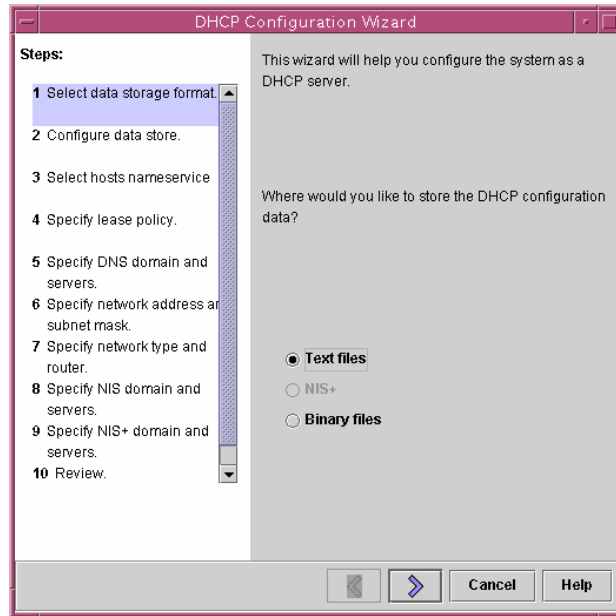 DHCP Configuration Wizard
Steps:
1 Select data storage format.
2 Configure data store.
3 Select hosts nameservice
4 Specify lease policy.
5 Specify DNS domain and
servers.
6 Specify network address
subnet mask.
7 Specify network type and
router.
8 Specify NIS domain and
servers.
9 Specify NIS+ domain and
servers.
10 Review.
This wizard will help you configure the system as a
DHCP server.
Where would you like to store the DHCP configuration
data?
Text files
NIS+
Binary files
Cancel
Help